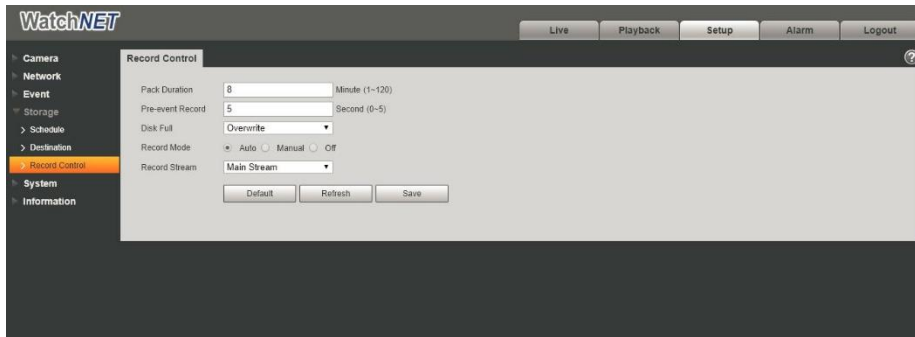 WatchNET
Live Playback Setup Alarm Logout
Camera
Network
Event
Storage
> Schedule
> Destination
> Record Control
System
Information
Record Control
?
Pack Duration 8 Minute (1~120)
Pre-event Record 5 Second (0~5)
Disk Full Overwrite
Record Mode Auto Manual Off
Record Stream Main Stream
Default Refresh Save